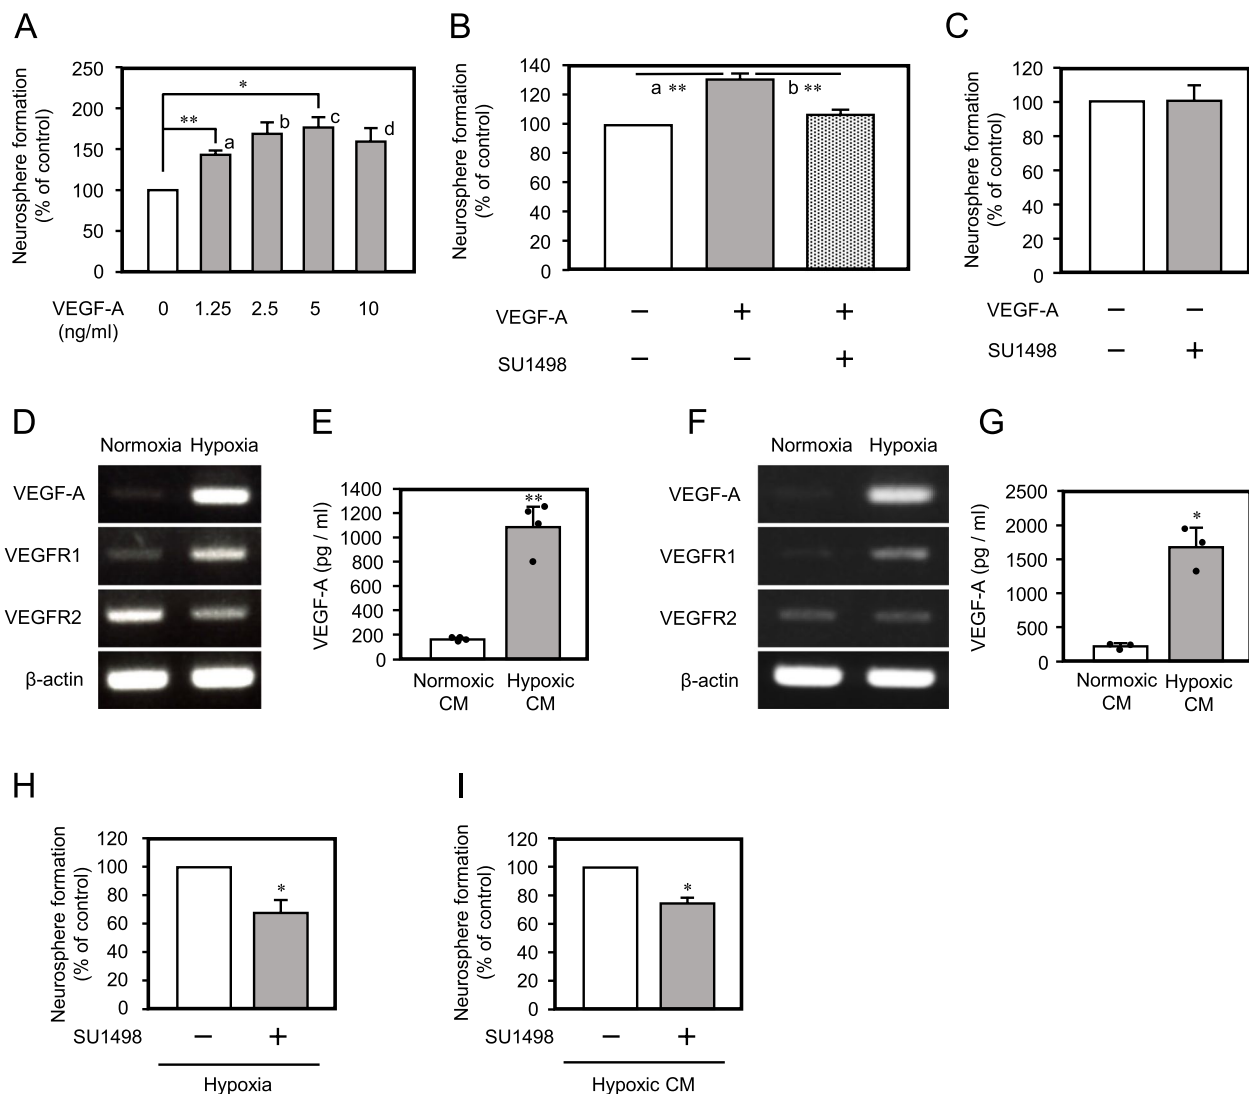 A
Neurosphere formation
(% of control)
250
200
150
100
50
0
*
**
a
b
c
d
VEGF-A
(ng/ml)
0 1.25 2.5 5 10
B
Neurosphere formation
(% of control)
140
120
100
80
60
40
20
0
a **
b **
VEGF-A − + +
SU1498 − − +
C
Neurosphere formation
(% of control)
120
100
80
60
40
20
0
VEGF-A − −
SU1498 − +
D
Normoxia Hypoxia
VEGF-A
VEGFR1
VEGFR2
β-actin
E
VEGF-A (pg / ml)
1400
1200
1000
800
600
400
200
0
**
Normoxic
CM
Hypoxic
CM
F
Normoxia Hypoxia
VEGF-A
VEGFR1
VEGFR2
β-actin
G
VEGF-A (pg / ml)
2500
2000
1500
1000
500
0
*
Normoxic
CM
Hypoxic
CM
H
Neurosphere formation
(% of control)
120
100
80
60
40
20
0
*
SU1498 − +
Hypoxia
I
Neurosphere formation
(% of control)
120
100
80
60
40
20
0
*
SU1498 − +
Hypoxic CM